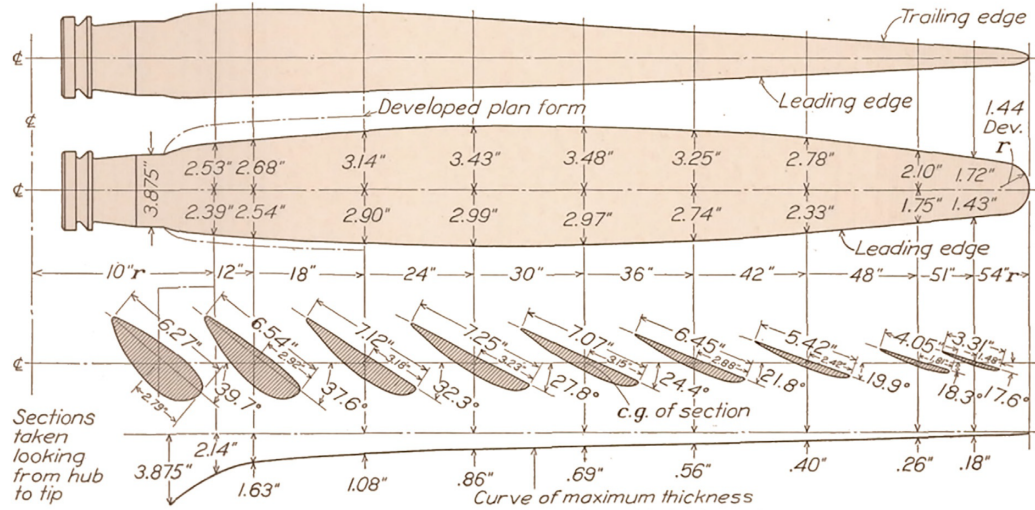 Trailing edge
℄
Leading edge
Developed plan form
℄
1.44
Dev.
r
3.875"
2.53" 2.68" 3.14" 3.43" 3.48" 3.25" 2.78" 2.10" 1.72"
℄
2.39" 2.54" 2.90" 2.99" 2.97" 2.74" 2.33" 1.75" 1.43"
Leading edge
10"r 12" 18" 24" 30" 36" 42" 48" 51" 54"r
6.27" 6.54" 7.12" 7.25" 7.07" 6.45" 5.42" 4.05" 3.31"
℄
2.79" 2.92" 3.18" 3.23" 3.15" 2.88" 2.42" 1.81" 1.48"
39.7° 37.6° 32.3° 27.8° 24.4° 21.8° 19.9° 18.3° 17.6°
c.g. of section
Sections
taken
looking
from hub
to tip
3.875" 2.14" 1.63" 1.08" .86" .69" .56" .40" .26" .18"
Curve of maximum thickness